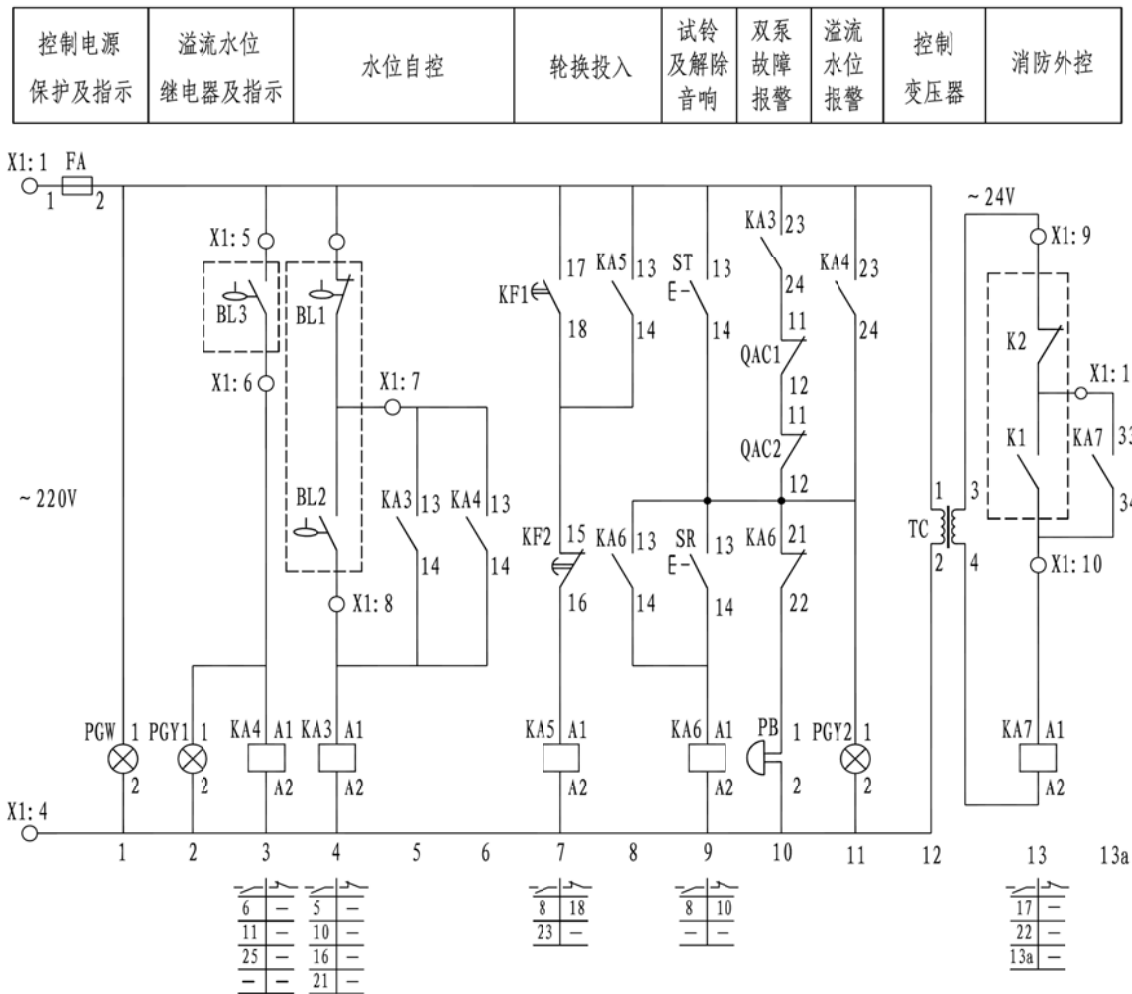 控制电源
保护及指示
溢流水位
继电器及指示
水位自控
轮换投入
试铃
及解除
音响
双泵
故障
报警
溢流
水位
报警
控制
变压器
消防外控
X1:1 FA
1 2
~24V
X1:5
X1:9
KA3 23
24
17
KF1
18
KA5 13
14
ST 13
14
KA4 23
24
BL3
BL1
11
QAC1
12
K2
X1:6
X1:7
X1:1
11
QAC2
12
K1
KA7 33
34
~220V
BL2
KA3 13
14
KA4 13
14
KF2 15
16
KA6 13
14
SR 13
14
KA6 21
22
1 3
TC
2 4
X1:8
X1:10
PGW 1
2
PGY1 1
2
KA4 A1
A2
KA3 A1
A2
KA5 A1
A2
KA6 A1
A2
PB 1
2
PGY2 1
2
KA7 A1
A2
X1:4
1 2 3 4 5 6 7 8 9 10 11 12 13 13a
6 —
11 —
25 —
— —
5 —
10 —
16 —
21 —
8 18
23 —
8 10
— —
17 —
22 —
13a —